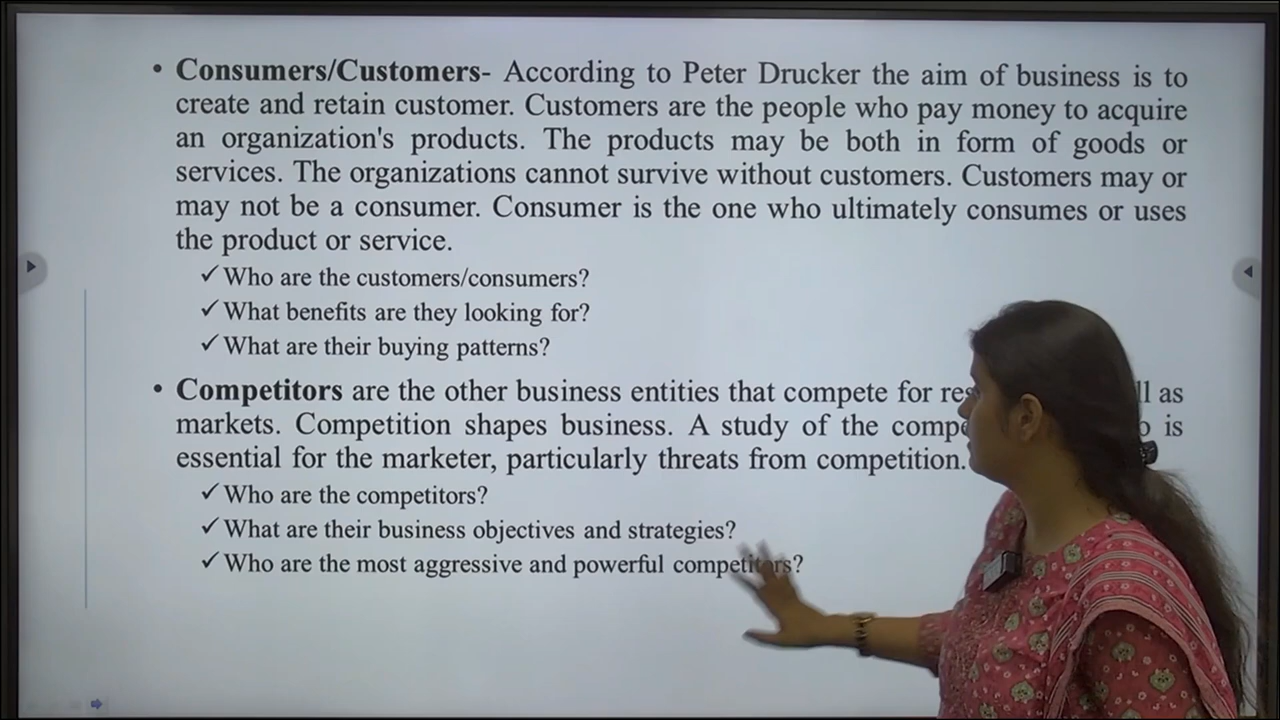 • Consumers/Customers- According to Peter Drucker the aim of business is to
create and retain customer. Customers are the people who pay money to acquire
an organization's products. The products may be both in form of goods or
services. The organizations cannot survive without customers. Customers may or
may not be a consumer. Consumer is the one who ultimately consumes or uses
the product or service.
✓ Who are the customers/consumers?
✓ What benefits are they looking for?
✓ What are their buying patterns?
• Competitors are the other business entities that compete for as
markets. Competition shapes business. A study of the is
essential for the marketer, particularly threats from competition.
✓ Who are the competitors?
✓ What are their business objectives and strategies?
✓ Who are the most aggressive and powerful competitors?